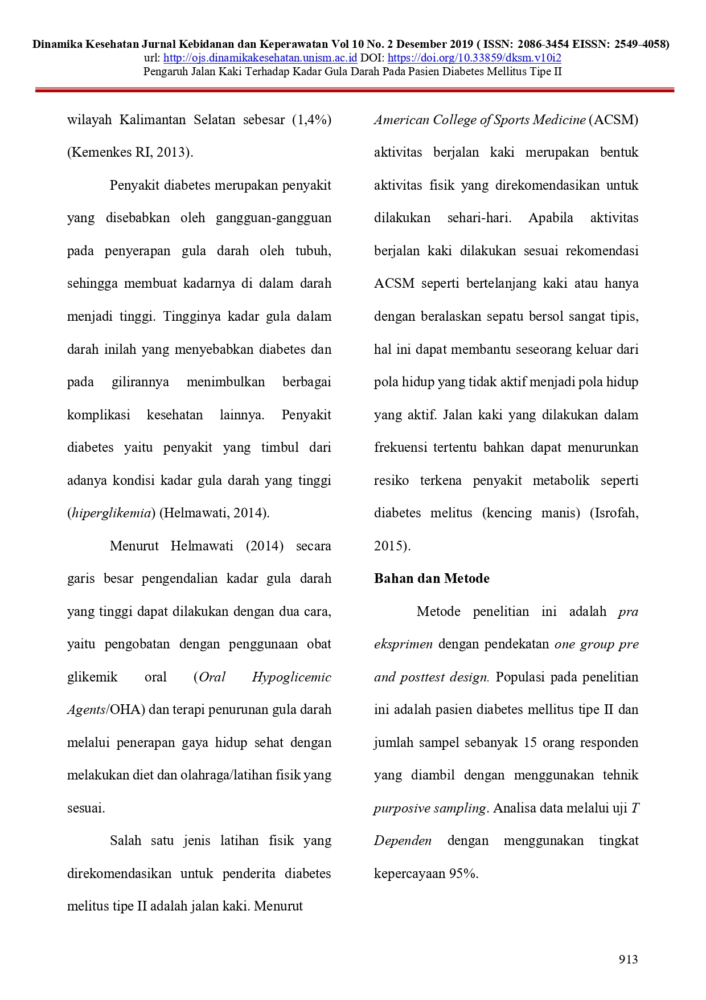 Dinamika Kesehatan Jurnal Kebidanan dan Keperawatan Vol 10 No. 2 Desember 2019 ( ISSN: 2086-3454 EISSN: 2549-4058)
url: http://ojs.dinamikakesehatan.unism.ac.id DOI: https://doi.org/10.33859/dksm.v10i2
Pengaruh Jalan Kaki Terhadap Kadar Gula Darah Pada Pasien Diabetes Mellitus Tipe II
wilayah Kalimantan Selatan sebesar (1,4%)
(Kemenkes RI, 2013).
Penyakit diabetes merupakan penyakit
yang disebabkan oleh gangguan-gangguan
pada penyerapan gula darah oleh tubuh,
sehingga membuat kadarnya di dalam darah
menjadi tinggi. Tingginya kadar gula dalam
darah inilah yang menyebabkan diabetes dan
pada gilirannya menimbulkan berbagai
komplikasi kesehatan lainnya. Penyakit
diabetes yaitu penyakit yang timbul dari
adanya kondisi kadar gula darah yang tinggi
(hiperglikemia) (Helmawati, 2014).
Menurut Helmawati (2014) secara
garis besar pengendalian kadar gula darah
yang tinggi dapat dilakukan dengan dua cara,
yaitu pengobatan dengan penggunaan obat
glikemik oral (Oral Hypoglicemic
Agents/OHA) dan terapi penurunan gula darah
melalui penerapan gaya hidup sehat dengan
melakukan diet dan olahraga/latihan fisik yang
sesuai.
Salah satu jenis latihan fisik yang
direkomendasikan untuk penderita diabetes
melitus tipe II adalah jalan kaki. Menurut
American College of Sports Medicine (ACSM)
aktivitas berjalan kaki merupakan bentuk
aktivitas fisik yang direkomendasikan untuk
dilakukan sehari-hari. Apabila aktivitas
berjalan kaki dilakukan sesuai rekomendasi
ACSM seperti bertelanjang kaki atau hanya
dengan beralaskan sepatu bersol sangat tipis,
hal ini dapat membantu seseorang keluar dari
pola hidup yang tidak aktif menjadi pola hidup
yang aktif. Jalan kaki yang dilakukan dalam
frekuensi tertentu bahkan dapat menurunkan
resiko terkena penyakit metabolik seperti
diabetes melitus (kencing manis) (Isrofah,
2015).
Bahan dan Metode
Metode penelitian ini adalah pra
eksprimen dengan pendekatan one group pre
and posttest design. Populasi pada penelitian
ini adalah pasien diabetes mellitus tipe II dan
jumlah sampel sebanyak 15 orang responden
yang diambil dengan menggunakan tehnik
purposive sampling. Analisa data melalui uji T
Dependen dengan menggunakan tingkat
kepercayaan 95%.
913